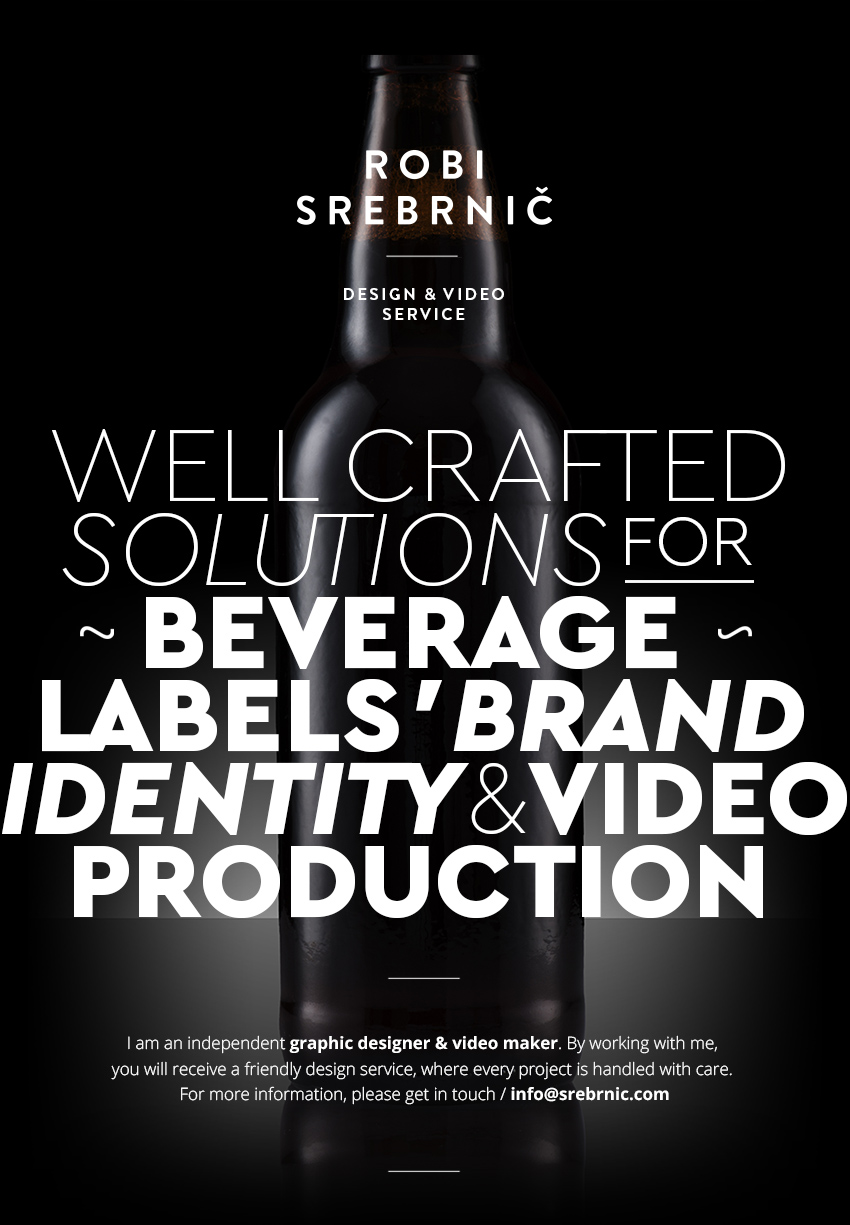 ROBI
SREBRNIČ
DESIGN & VIDEO
SERVICE
WELL CRAFTED
SOLUTIONS FOR
~ BEVERAGE ~
LABELS' BRAND
IDENTITY & VIDEO
PRODUCTION
I am an independent graphic designer & video maker. By working with me,
you will receive a friendly design service, where every project is handled with care.
For more information, please get in touch / info@srebrnic.com